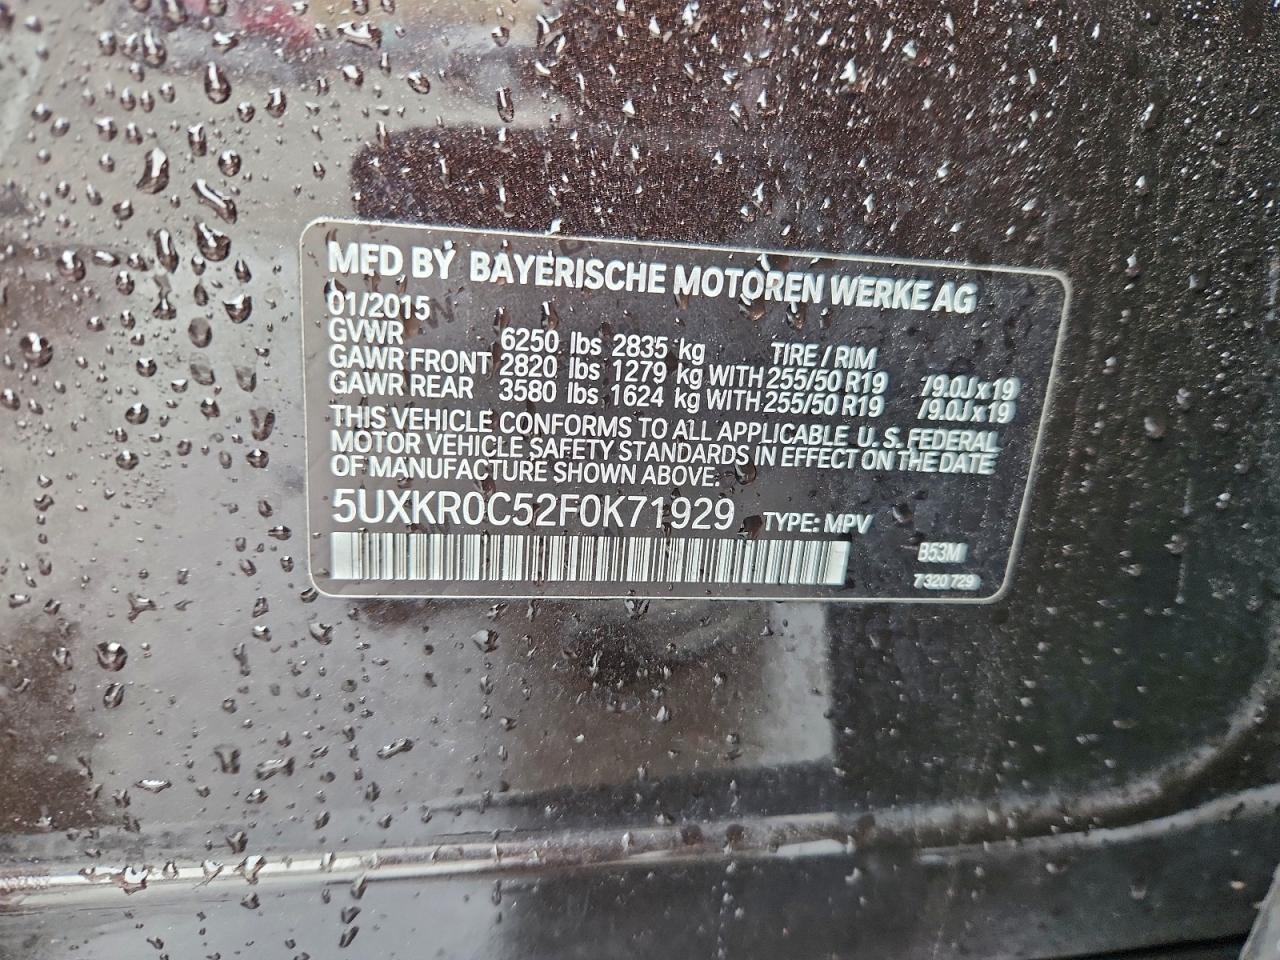 MFD BY BAYERISCHE MOTOREN WERKE AG
01/2015
GVWR 6250 lbs 2835 kg TIRE / RIM
GAWR FRONT 2820 lbs 1279 kg WITH 255/50 R19 /9.0J x 19
GAWR REAR 3580 lbs 1624 kg WITH 255/50 R19 /9.0J x 19
THIS VEHICLE CONFORMS TO ALL APPLICABLE U. S. FEDERAL
MOTOR VEHICLE SAFETY STANDARDS IN EFFECT ON THE DATE
OF MANUFACTURE SHOWN ABOVE.
5UXKR0C52F0K71929 TYPE: MPV
B53M
7 320 729